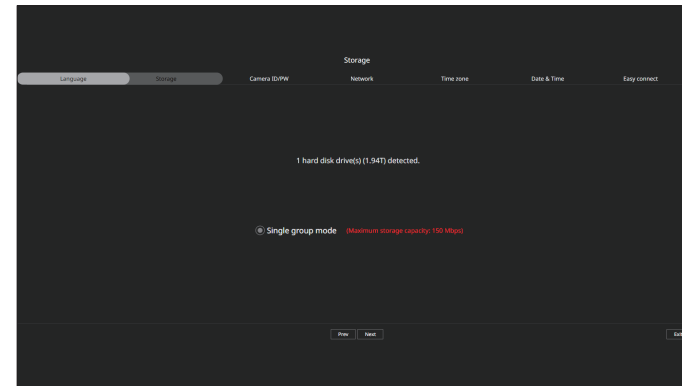 Storage
Language Storage Camera ID/PW Network Time zone Date & Time Easy connect
1 hard disk drive(s) (1.94T) detected.
Single group mode (Maximum storage capacity: 150 Mbps)
Prev Next